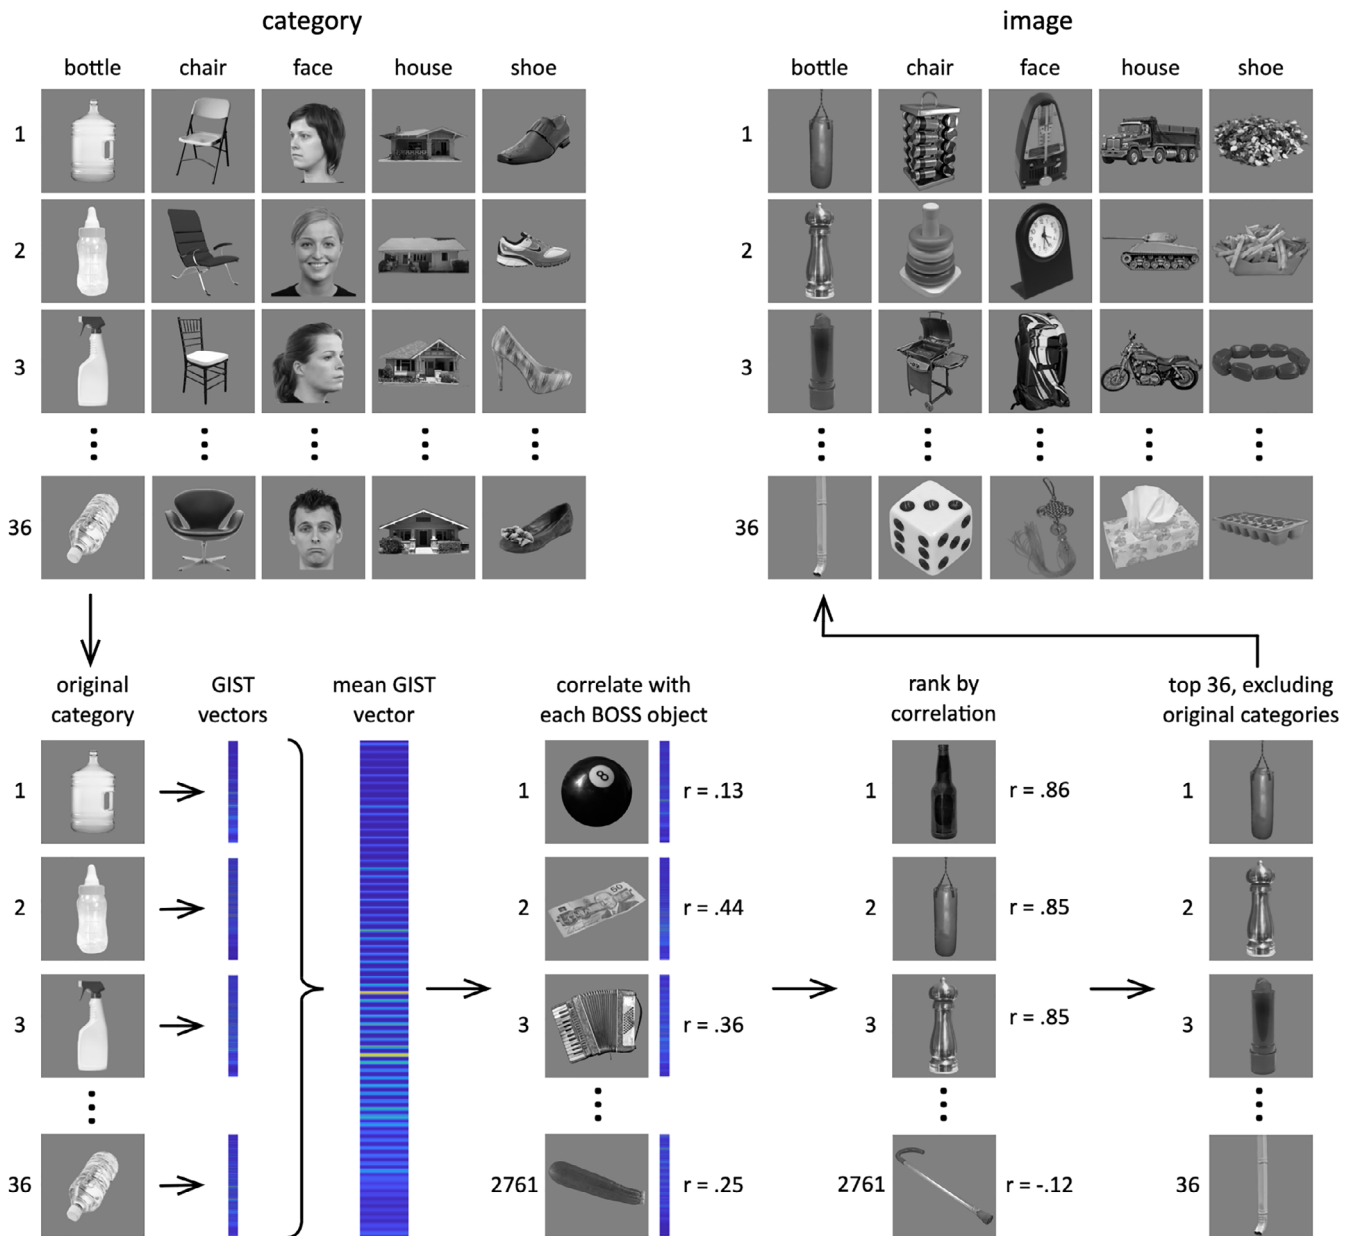 category
image
bottle chair face house shoe
bottle chair face house shoe
1
2
3
36
1
2
3
36
original category
GIST vectors
mean GIST vector
correlate with each BOSS object
rank by correlation
top 36, excluding original categories
1
2
3
36
1 r = .13
2 r = .44
50
3 r = .36
2761 r = .25
8
1 r = .86
2 r = .85
3 r = .85
2761 r = -.12
1
2
3
36